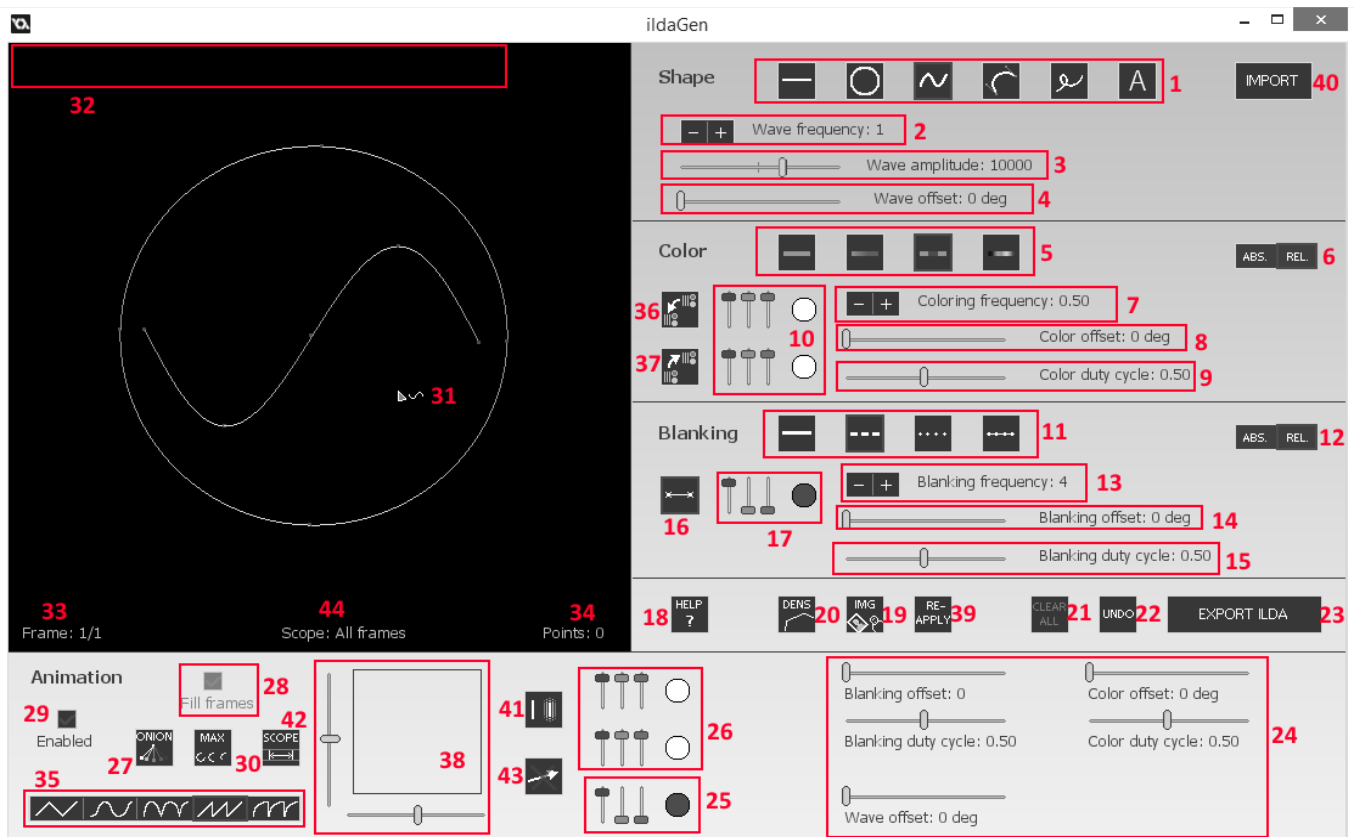 ildaGen
32
Shape
A
1
IMPORT
40
Wave frequency: 1
2
Wave amplitude: 10000
3
Wave offset: 0 deg
4
Color
5
ABS. REL.
6
36
Coloring frequency: 0.50
7
10
Color offset: 0 deg
8
37
Color duty cycle: 0.50
9
31
Blanking
11
ABS. REL.
12
Blanking frequency: 4
13
16
17
Blanking offset: 0 deg
14
Blanking duty cycle: 0.50
15
33
44
34
Frame: 1/1
Scope: All frames
Points: 0
18
HELP
?
DENS
20
IMG
19
RE-
APPLY
39
CLEAR
ALL
21
UNDO
22
EXPORT ILDA
23
Animation
28
Fill frames
29
Enabled
42
27
ONION
MAX
30
SCOPE
35
38
41
26
43
25
Blanking offset: 0
Color offset: 0 deg
Blanking duty cycle: 0.50
Color duty cycle: 0.50
24
Wave offset: 0 deg